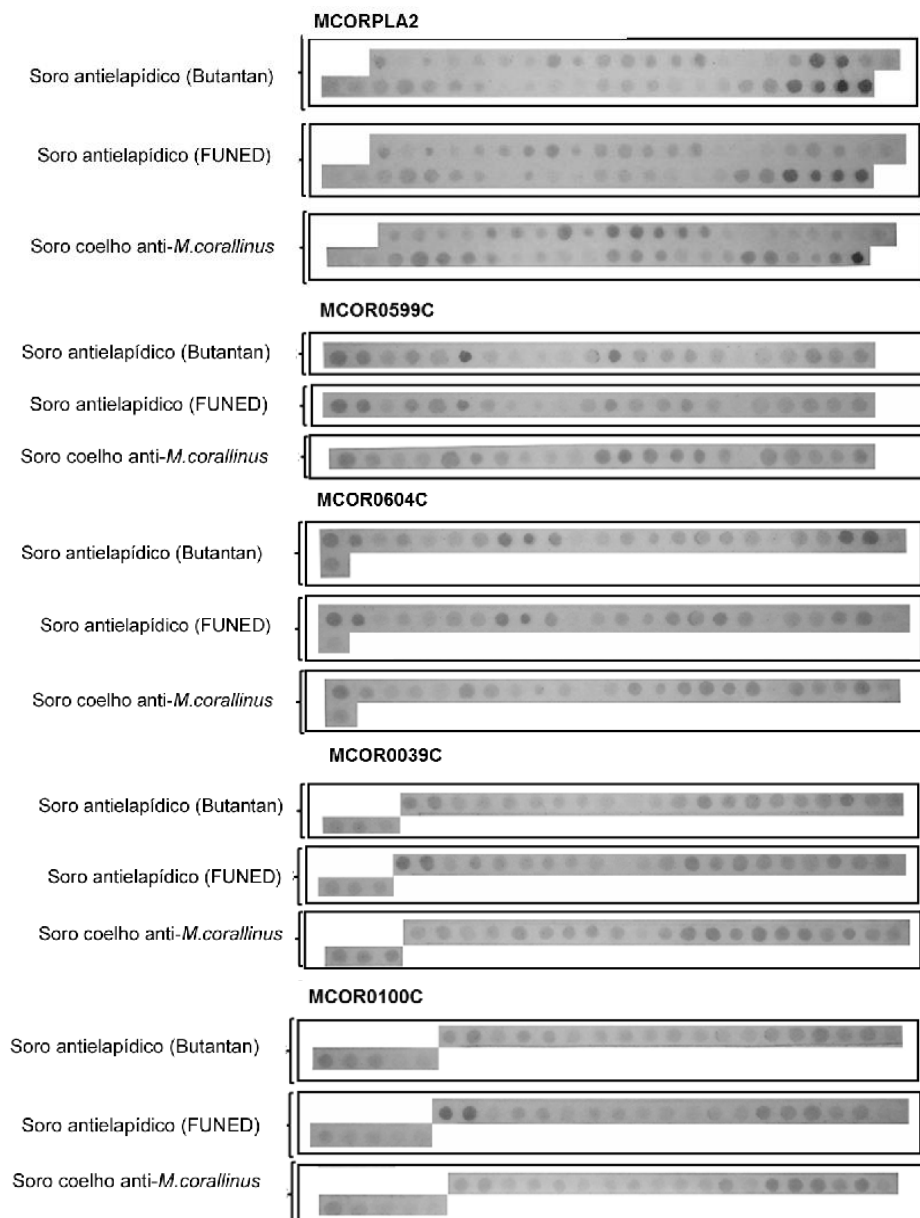 MCORPLA2
Soro antielapídico (Butantan)
Soro antielapídico (FUNED)
Soro coelho anti-M.corallinus
MCOR0599C
Soro antielapídico (Butantan)
Soro antielapídico (FUNED)
Soro coelho anti-M.corallinus
MCOR0604C
Soro antielapídico (Butantan)
Soro antielapídico (FUNED)
Soro coelho anti-M.corallinus
MCOR0039C
Soro antielapídico (Butantan)
Soro antielapídico (FUNED)
Soro coelho anti-M.corallinus
MCOR0100C
Soro antielapídico (Butantan)
Soro antielapídico (FUNED)
Soro coelho anti-M.corallinus